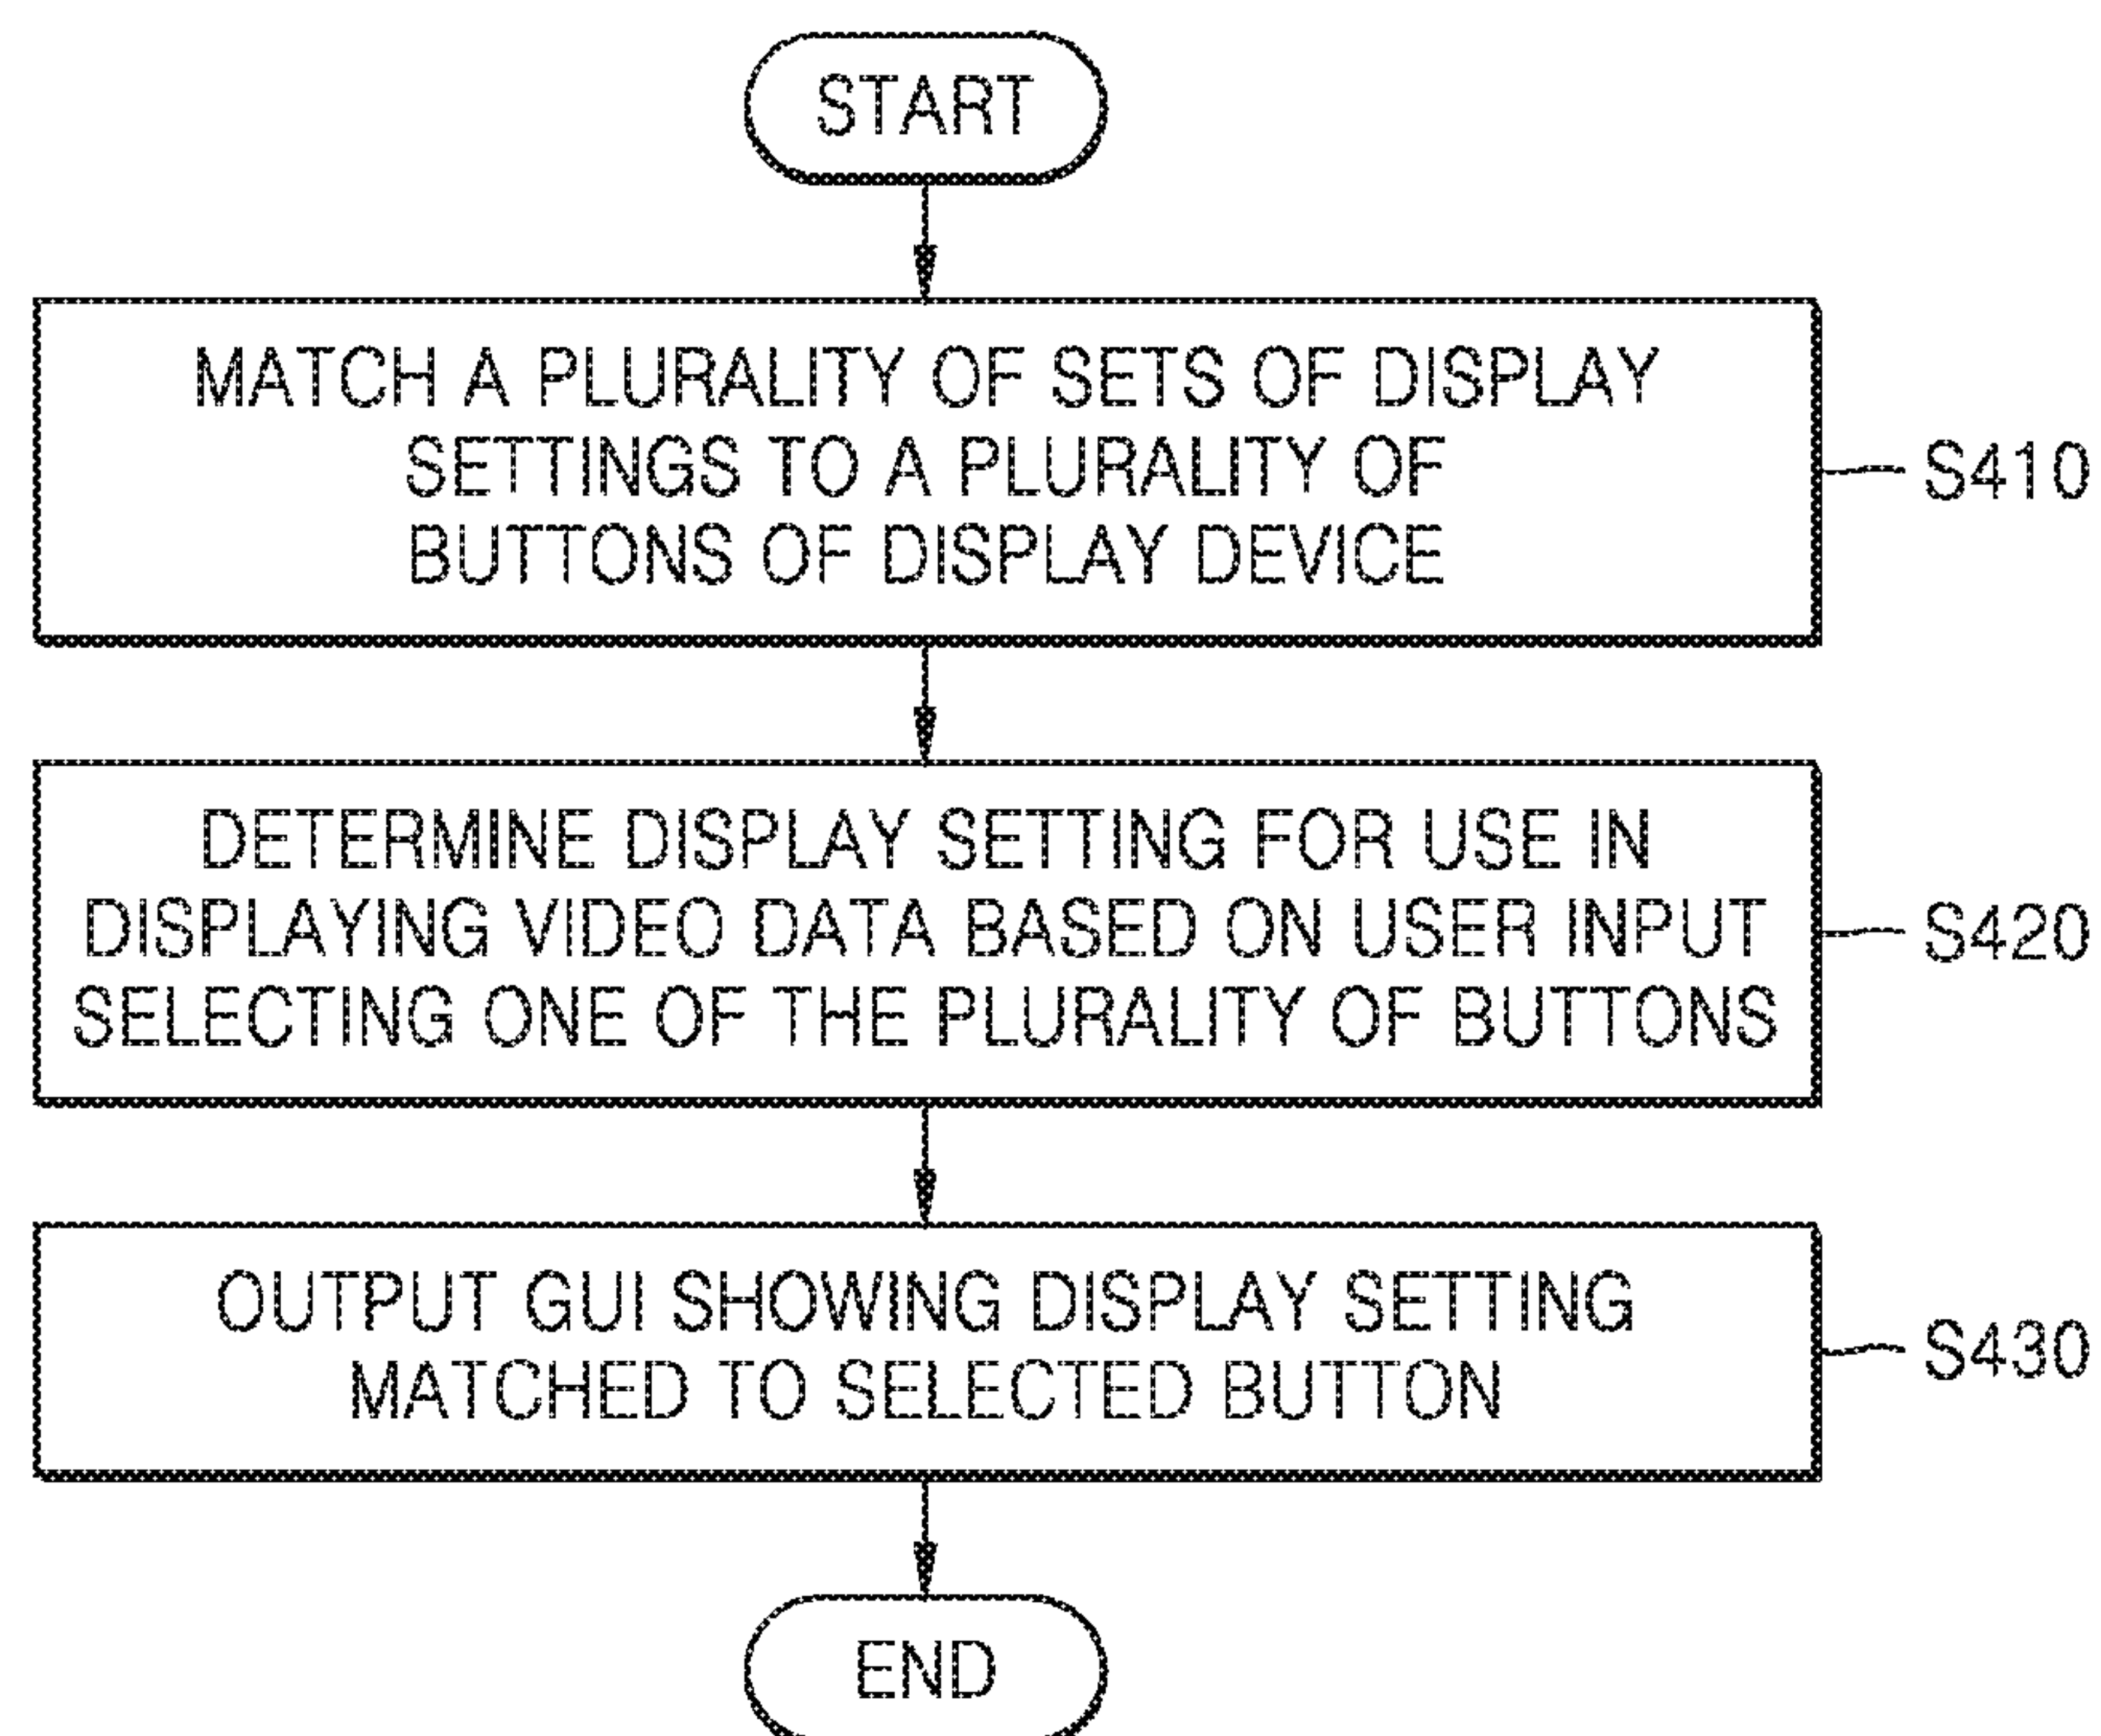 START
MATCH A PLURALITY OF SETS OF DISPLAY
SETTINGS TO A PLURALITY OF
BUTTONS OF DISPLAY DEVICE
S410
DETERMINE DISPLAY SETTING FOR USE IN
DISPLAYING VIDEO DATA BASED ON USER INPUT
SELECTING ONE OF THE PLURALITY OF BUTTONS
S420
OUTPUT GUI SHOWING DISPLAY SETTING
MATCHED TO SELECTED BUTTON
S430
END